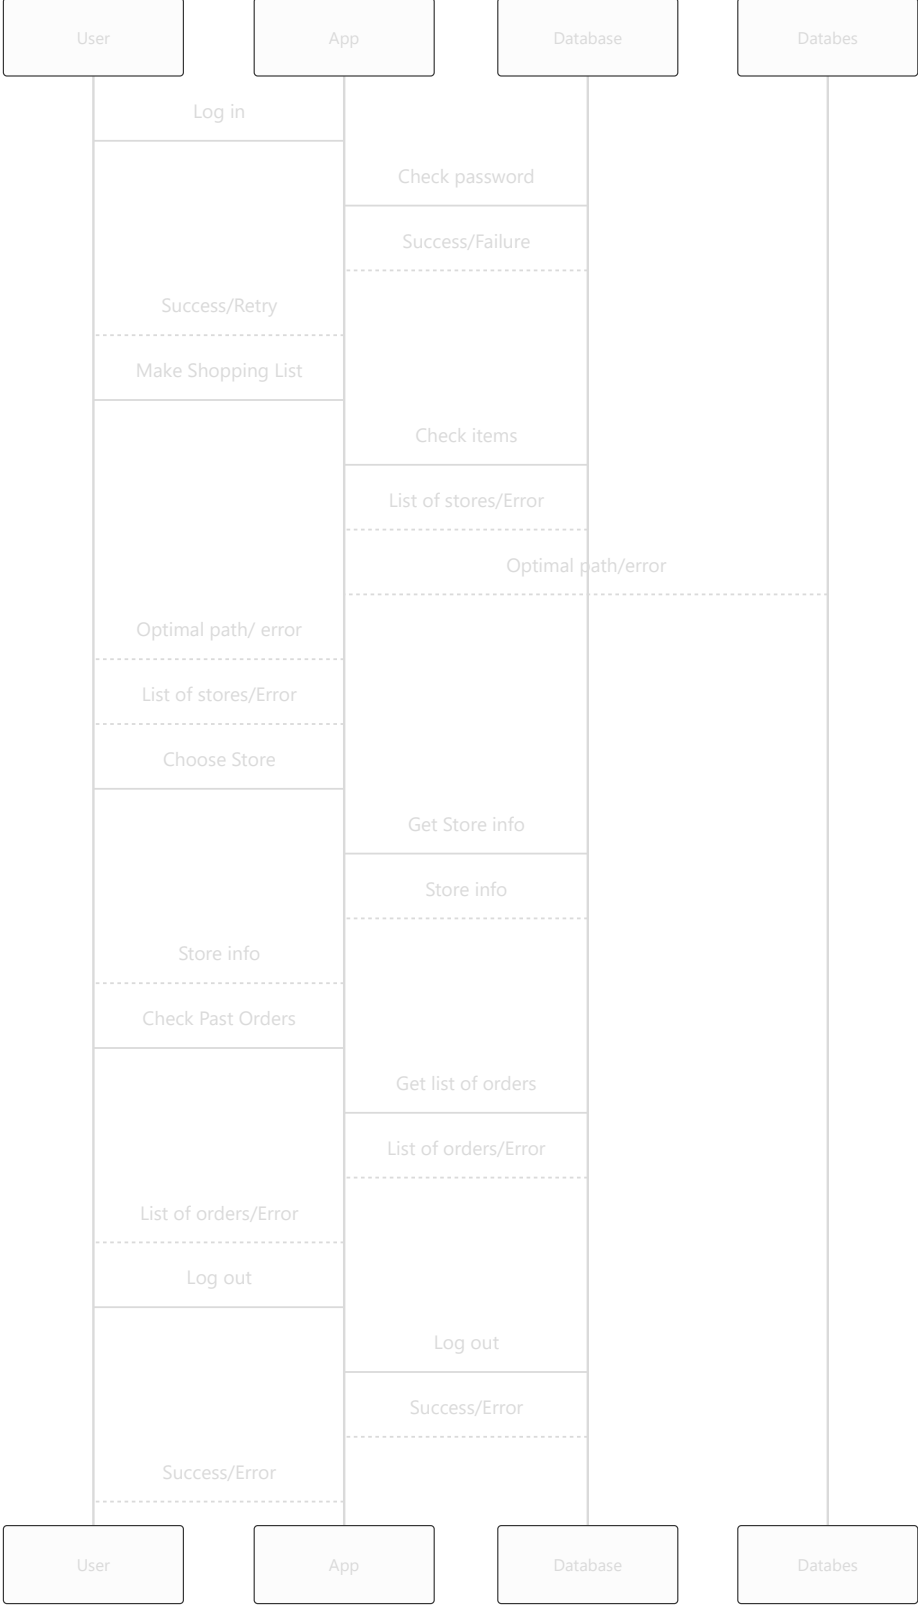 User
App
Database
Databes
Log in
Check password
Success/Failure
Success/Retry
Make Shopping List
Check items
List of stores/Error
Optimal path/error
Optimal path/ error
List of stores/Error
Choose Store
Get Store info
Store info
Store info
Check Past Orders
Get list of orders
List of orders/Error
List of orders/Error
Log out
Log out
Success/Error
Success/Error
User
App
Database
Databes